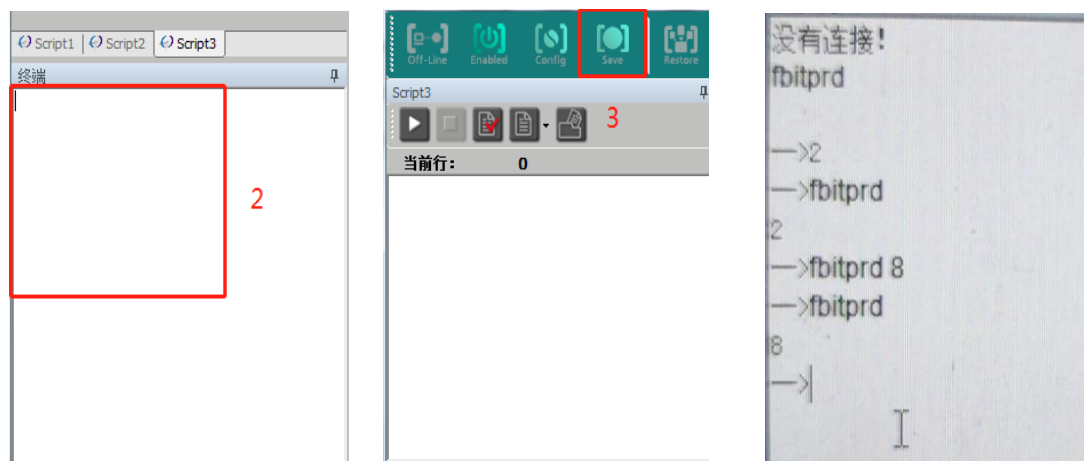 Script1 Script2 Script3
终端
2
Off-Line Enabled Config Save Restore
Script3
3
当前行: 0
没有连接!
fbitprd
—>2
—>fbitprd
2
—>fbitprd 8
—>fbitprd
8
—>